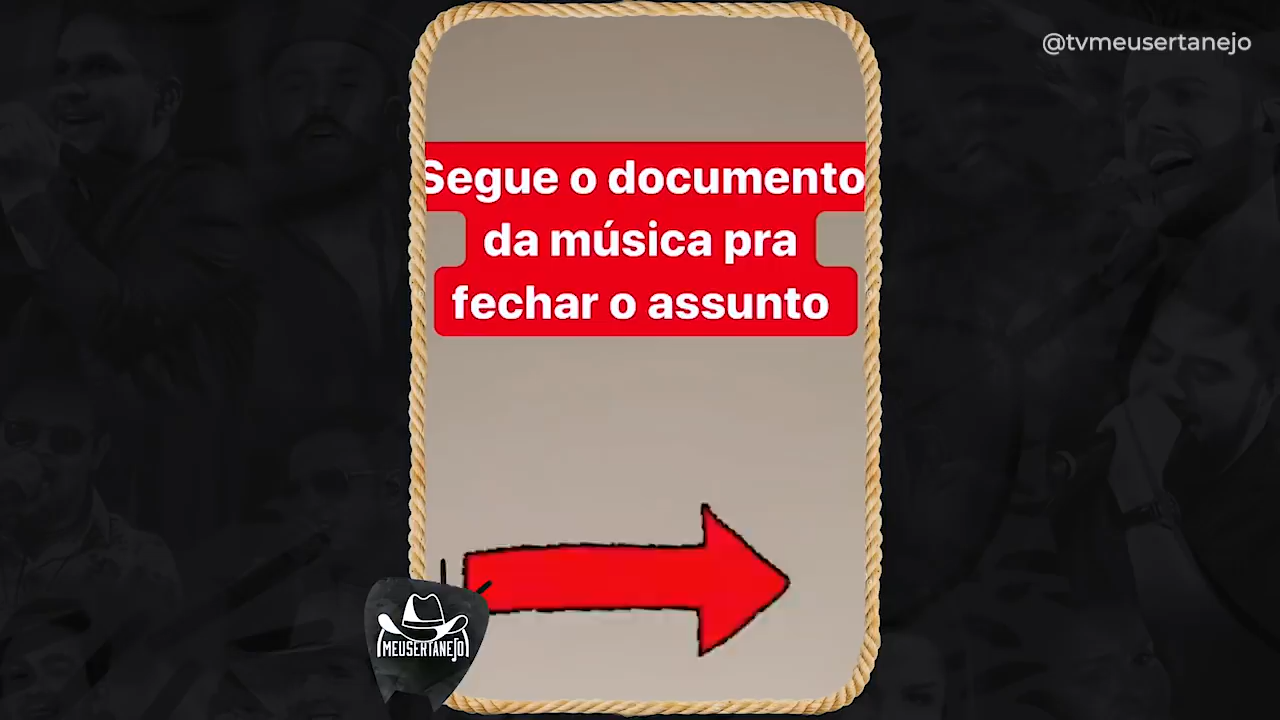 @tvmeusertanejo
Segue o documento
da música pra
fechar o assunto
MEUSERTANEJO